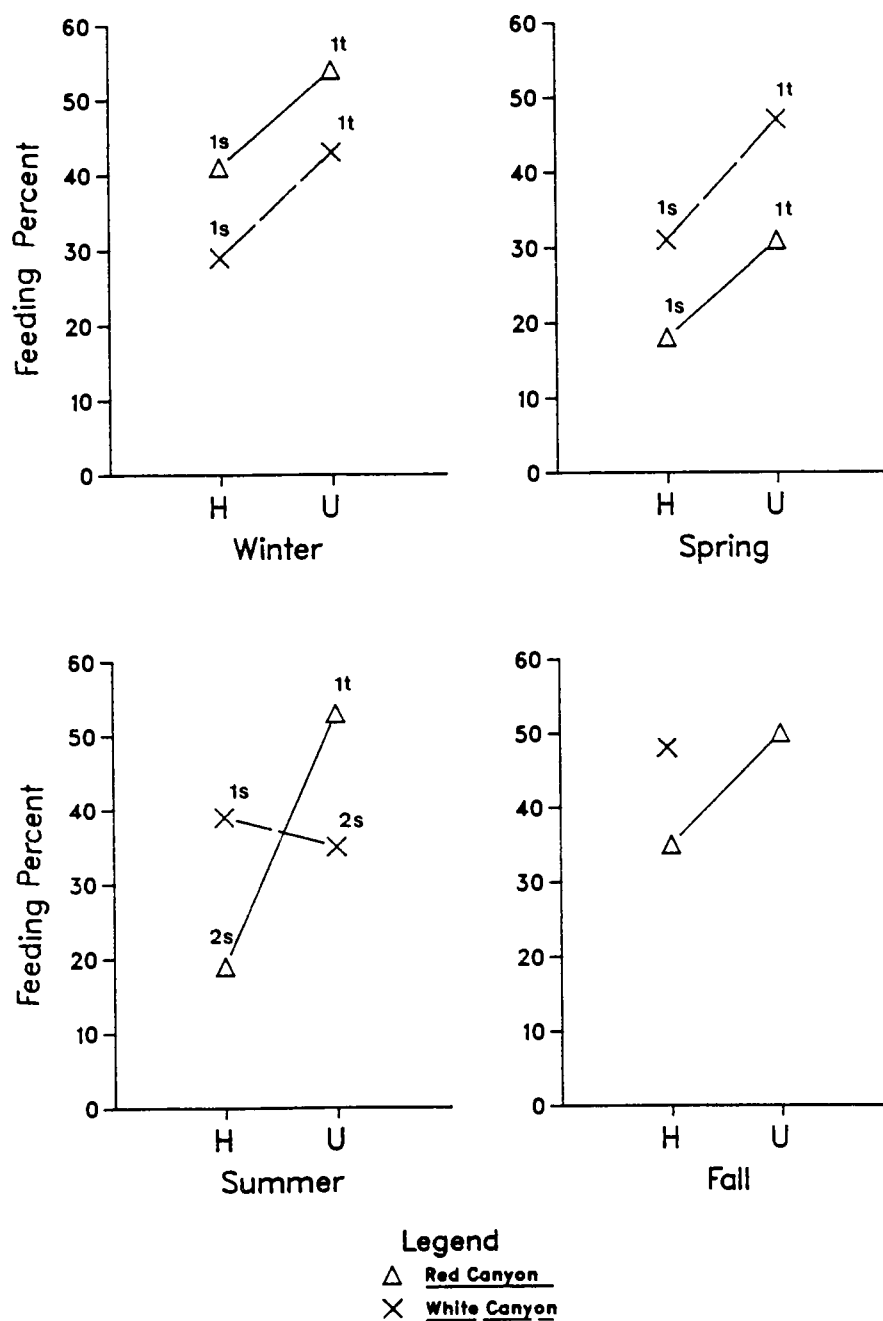 60
50
40
30
20
10
0
Feeding Percent
1s
1t
1s
1t
H U
Winter
60
50
40
30
20
10
0
1s
1t
1s
1t
H U
Spring
60
50
40
30
20
10
0
Feeding Percent
1t
1s
2s
2s
H U
Summer
60
50
40
30
20
10
0
H U
Fall
Legend
Red Canyon
White Canyon